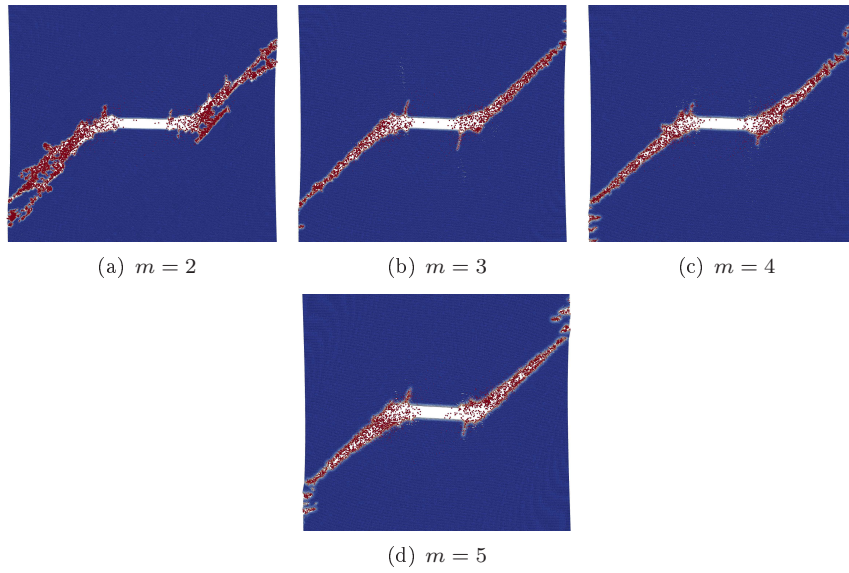 (a) m = 2
(b) m = 3
(c) m = 4
(d) m = 5